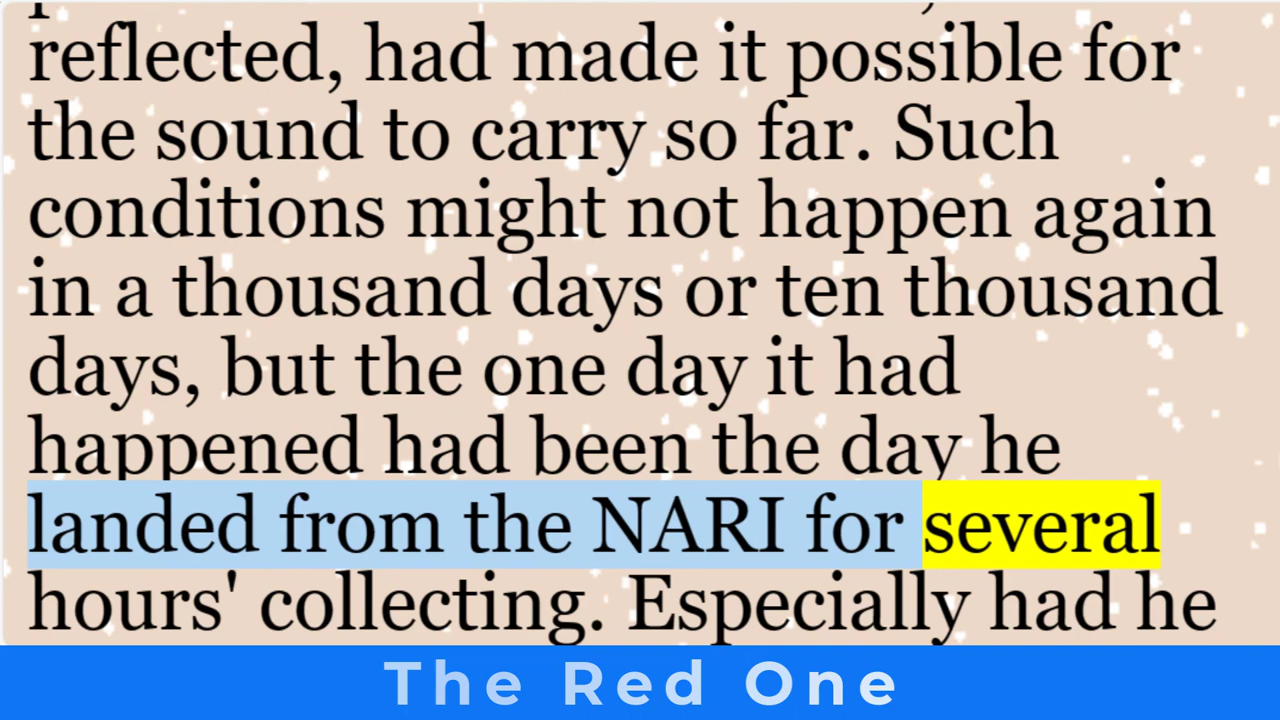 reflected, had made it possible for
the sound to carry so far. Such
conditions might not happen again
in a thousand days or ten thousand
days, but the one day it had
happened had been the day he
landed from the NARI for several
hours' collecting. Especially had he
The Red One